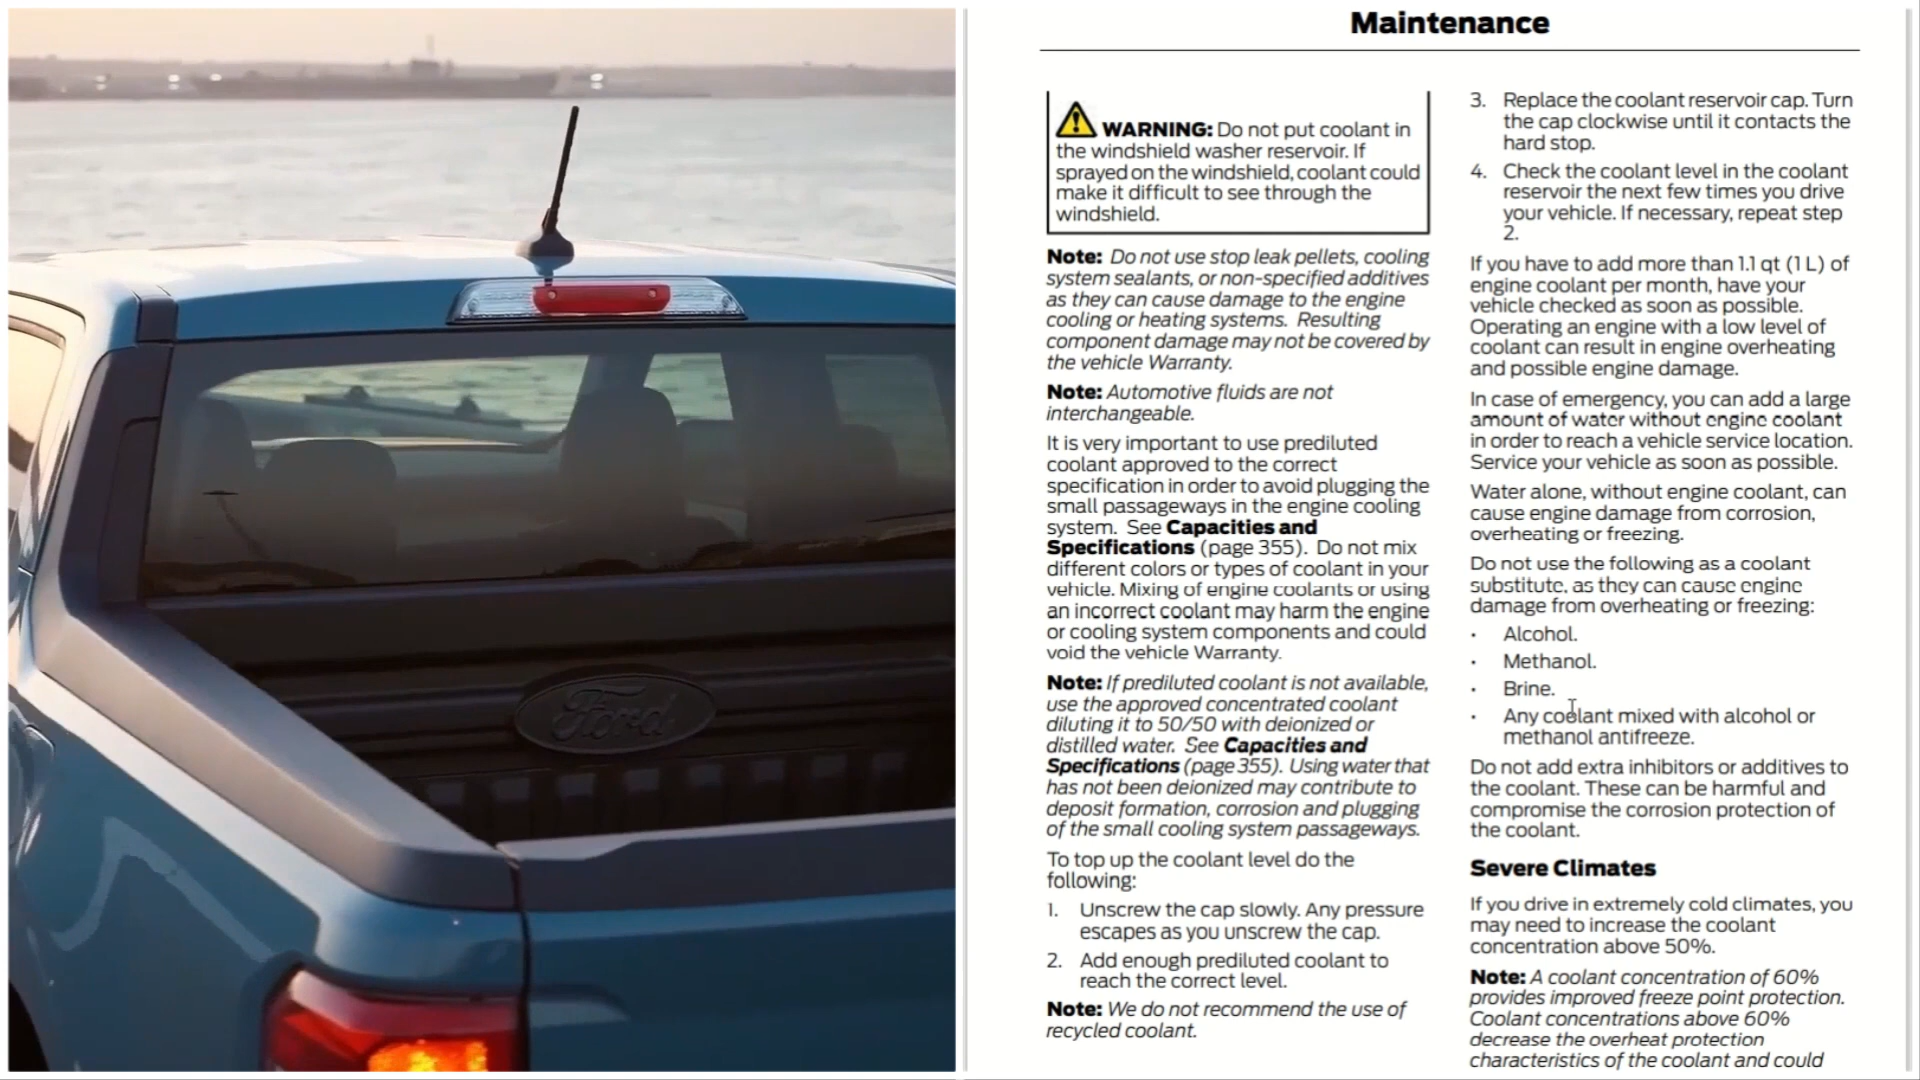 Ford
Maintenance
WARNING: Do not put coolant in
the windshield washer reservoir. If
sprayed on the windshield, coolant could
make it difficult to see through the
windshield.
Note: Do not use stop leak pellets, cooling
system sealants, or non-specified additives
as they can cause damage to the engine
cooling or heating systems. Resulting
component damage may not be covered by
the vehicle Warranty.
Note: Automotive fluids are not
interchangeable.
It is very important to use prediluted
coolant approved to the correct
specification in order to avoid plugging the
small passageways in the engine cooling
system. See Capacities and
Specifications (page 355). Do not mix
different colors or types of coolant in your
vehicle. Mixing of engine coolants or using
an incorrect coolant may harm the engine
or cooling system components and could
void the vehicle Warranty.
Note: If prediluted coolant is not available,
use the approved concentrated coolant
diluting it to 50/50 with deionized or
distilled water. See Capacities and
Specifications (page 355). Using water that
has not been deionized may contribute to
deposit formation, corrosion and plugging
of the small cooling system passageways.
To top up the coolant level do the
following:
1. Unscrew the cap slowly. Any pressure
escapes as you unscrew the cap.
2. Add enough prediluted coolant to
reach the correct level.
Note: We do not recommend the use of
recycled coolant.
3. Replace the coolant reservoir cap. Turn
the cap clockwise until it contacts the
hard stop.
4. Check the coolant level in the coolant
reservoir the next few times you drive
your vehicle. If necessary, repeat step
2.
If you have to add more than 1.1 qt (1 L) of
engine coolant per month, have your
vehicle checked as soon as possible.
Operating an engine with a low level of
coolant can result in engine overheating
and possible engine damage.
In case of emergency, you can add a large
amount of water without engine coolant
in order to reach a vehicle service location.
Service your vehicle as soon as possible.
Water alone, without engine coolant, can
cause engine damage from corrosion,
overheating or freezing.
Do not use the following as a coolant
substitute, as they can cause engine
damage from overheating or freezing:
• Alcohol.
• Methanol.
• Brine.
• Any coolant mixed with alcohol or
methanol antifreeze.
Do not add extra inhibitors or additives to
the coolant. These can be harmful and
compromise the corrosion protection of
the coolant.
Severe Climates
If you drive in extremely cold climates, you
may need to increase the coolant
concentration above 50%.
Note: A coolant concentration of 60%
provides improved freeze point protection.
Coolant concentrations above 60%
decrease the overheat protection
characteristics of the coolant and could